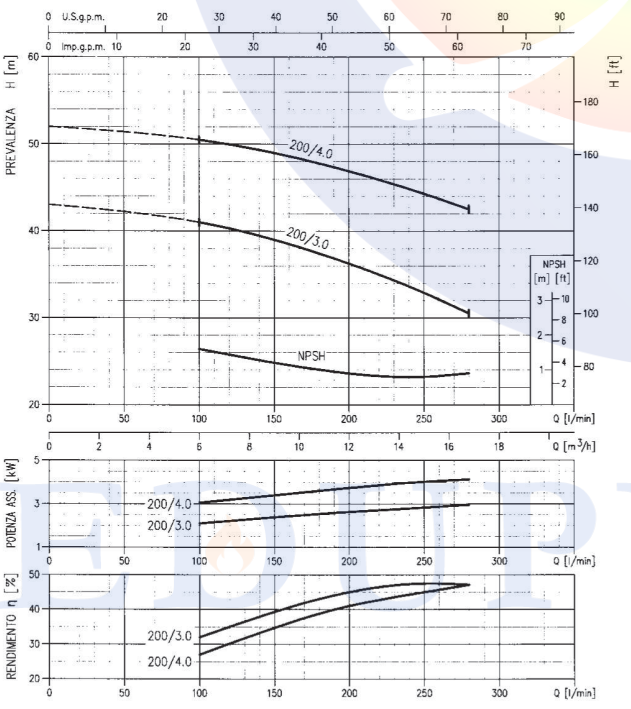 0 U.S.g.p.m. 20 30 40 50 60 70 80 90
0 Imp.g.p.m. 10 20 30 40 50 60 70
PREVALENZA H [m]
60
50
40
30
20
H [ft]
180
160
140
120
100
80
200/4.0
200/3.0
NPSH
NPSH
[m] [ft]
3 10
8
2 6
4
1
2
0 50 100 150 200 250 300 Q [l/min]
0 2 4 6 8 10 12 14 16 18 Q [m³/h]
POTENZA ASS. [kW]
5
3
1
200/4.0
200/3.0
0 50 100 150 200 250 300 Q [l/min]
RENDIMENTO η [%]
50
40
30
20
200/3.0
200/4.0
0 50 100 150 200 250 300 Q [l/min]
EDUP